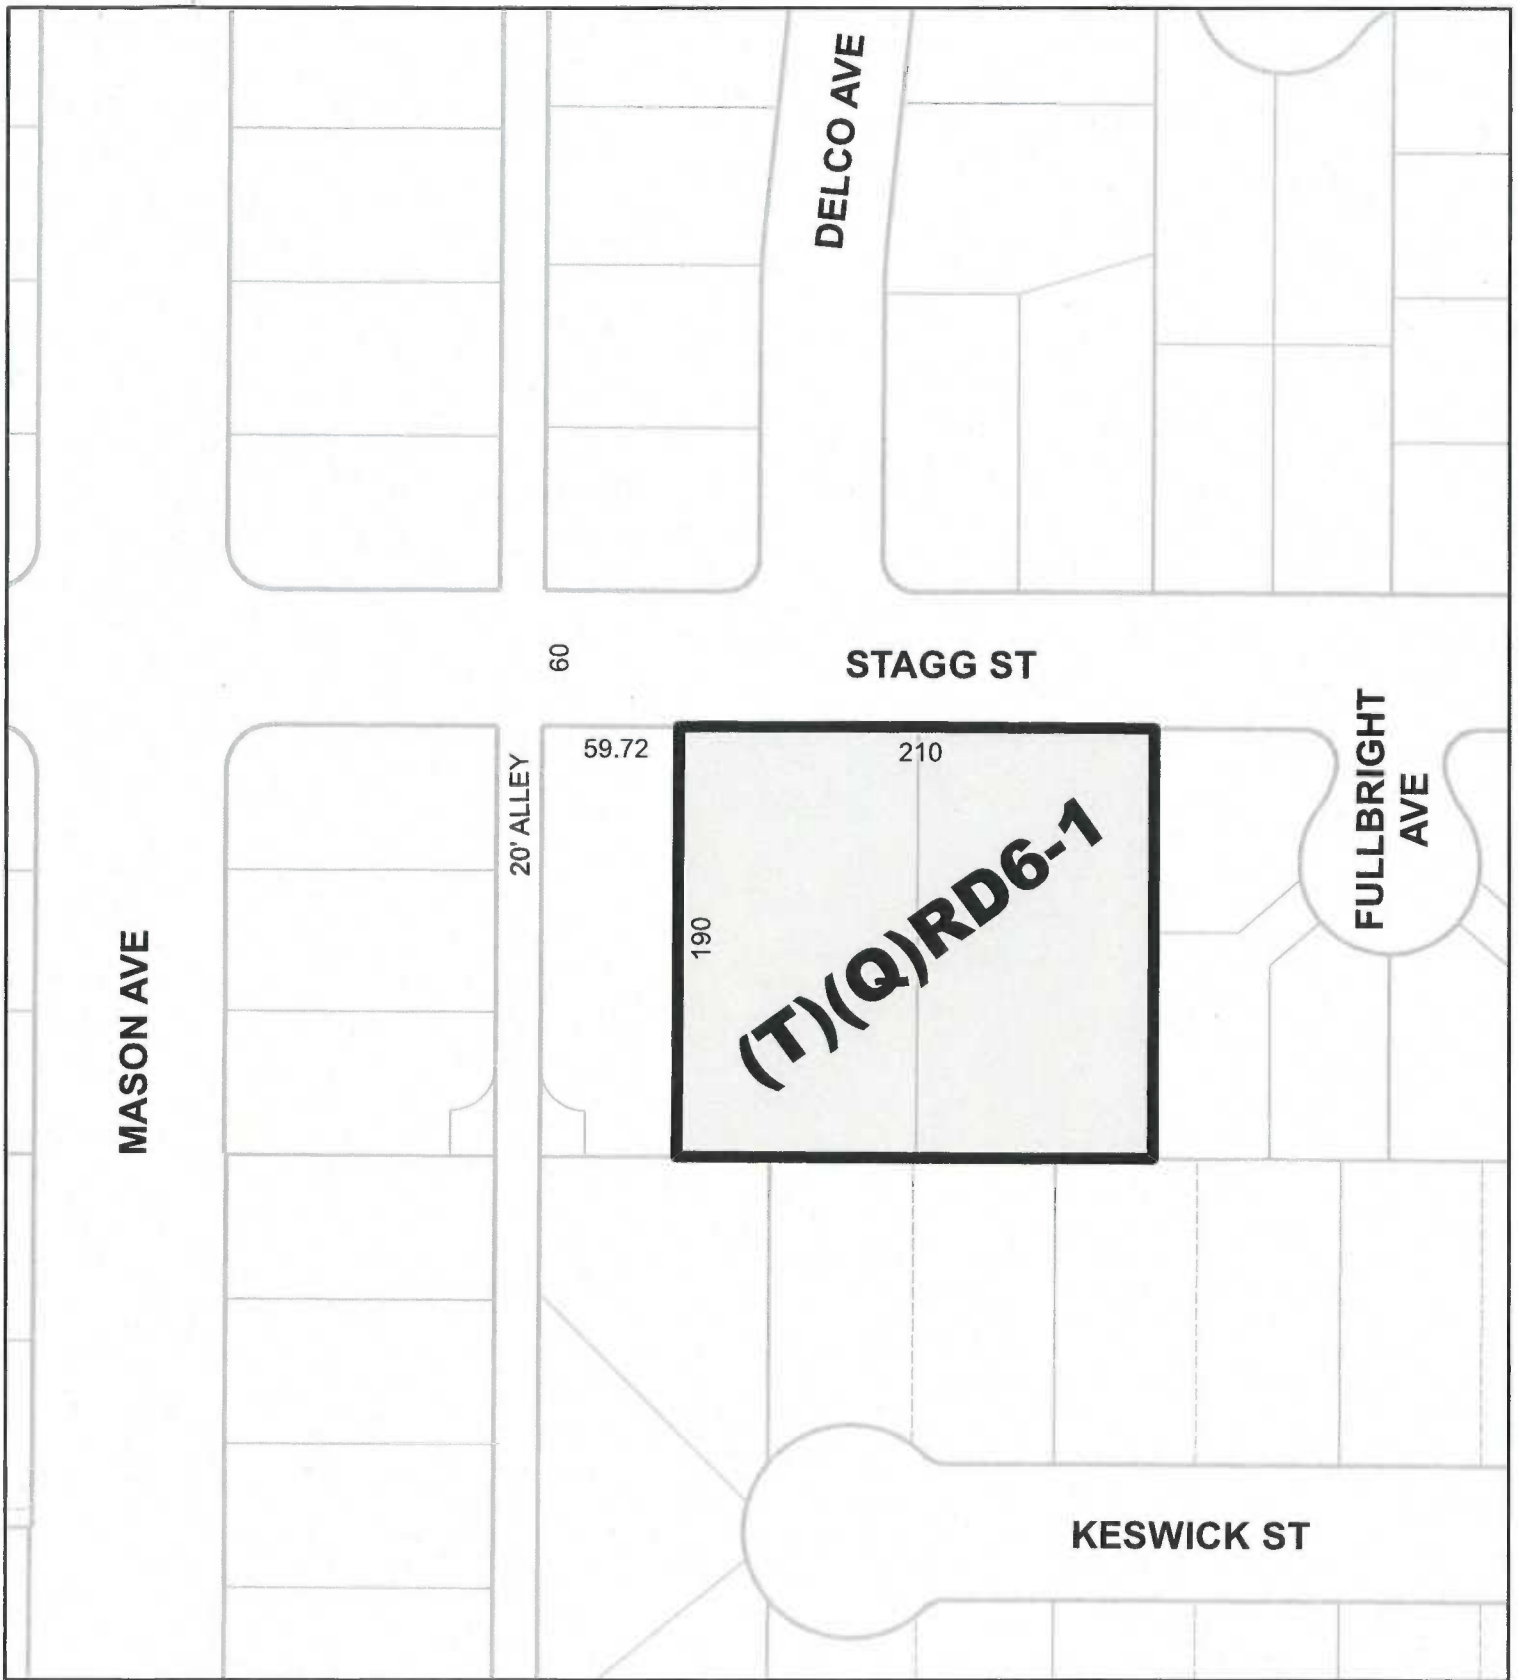 DELCO AVE
60
STAGG ST
59.72
210
20' ALLEY
FULLBRIGHT
AVE
190
(T)(Q)RD6-1
MASON AVE
KESWICK ST